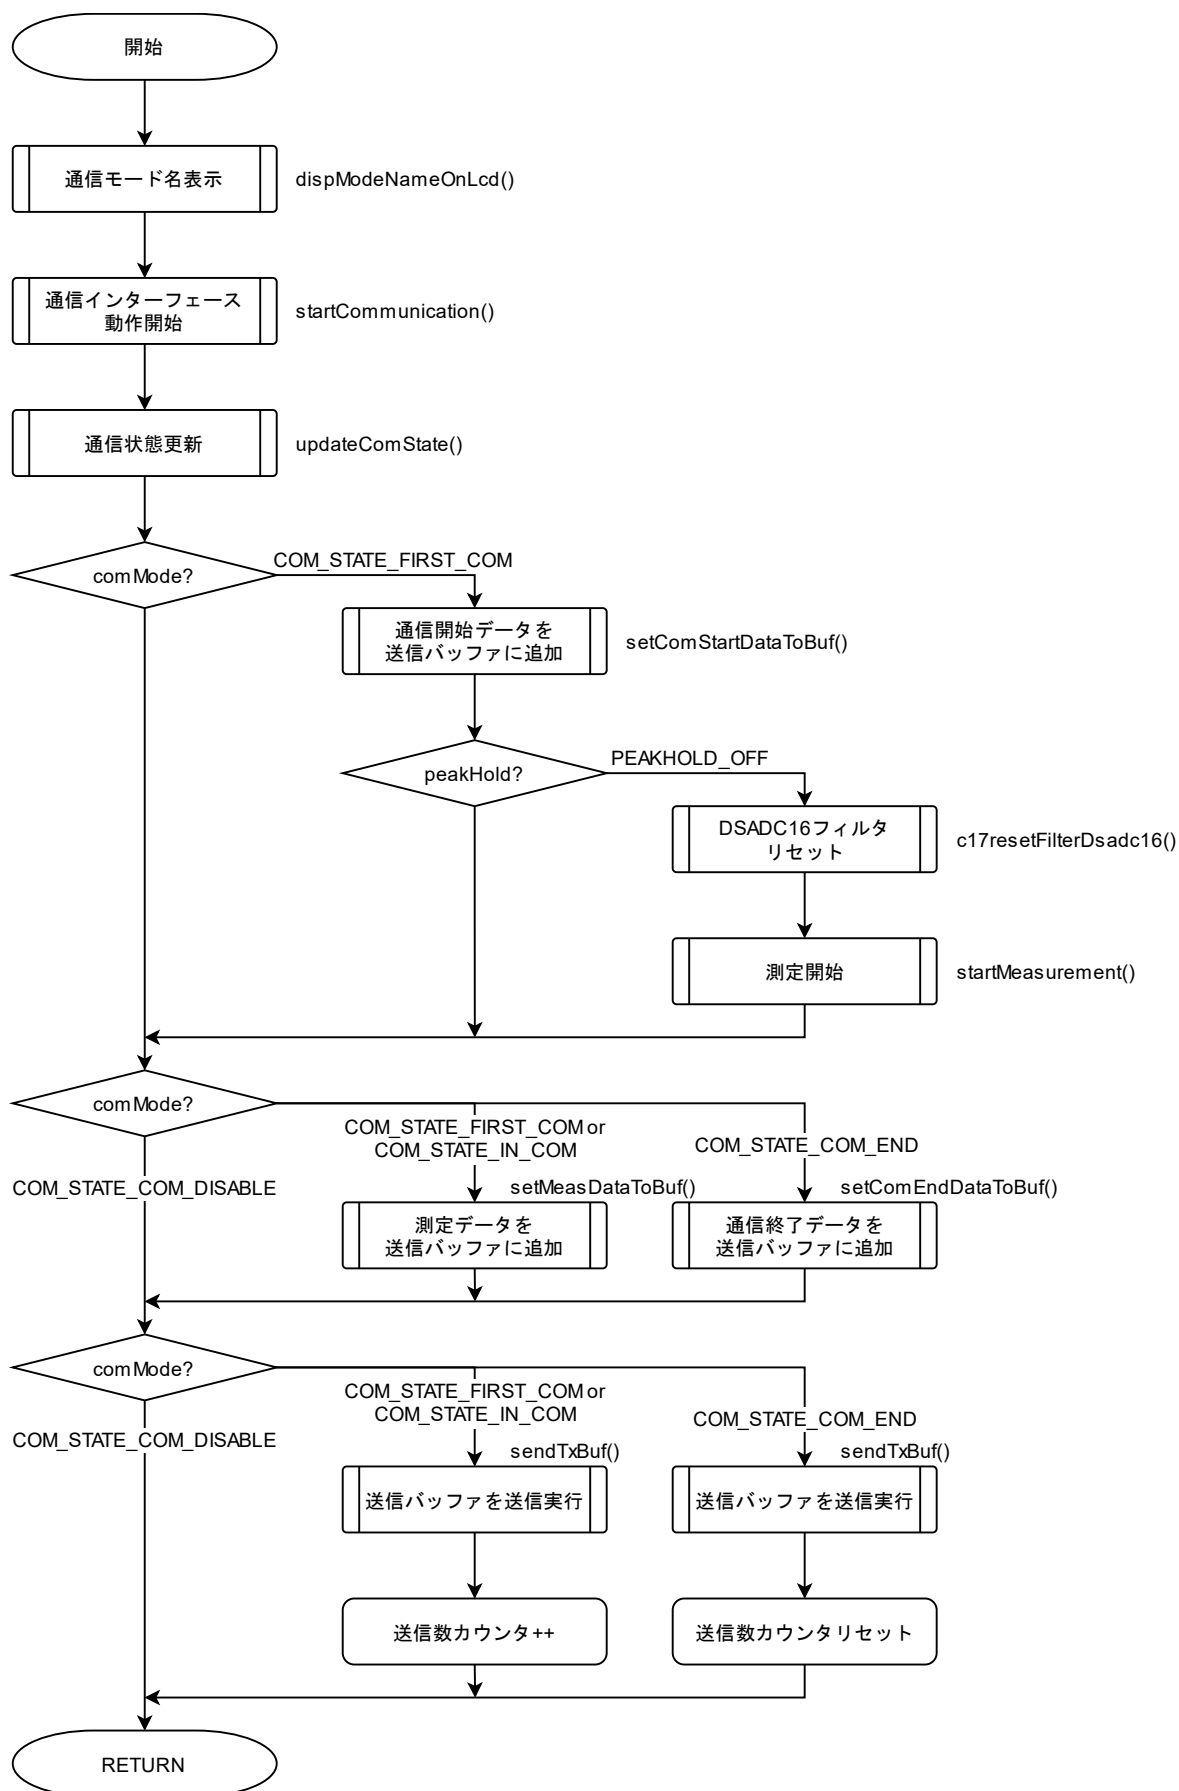 開始
通信モード名表示
dispModeNameOnLcd()
通信インターフェース
動作開始
startCommunication()
通信状態更新
updateComState()
comMode?
COM_STATE_FIRST_COM
通信開始データを
送信バッファに追加
setComStartDataToBuf()
peakHold?
PEAKHOLD_OFF
DSADC16フィルタ
リセット
c17resetFilterDsadc16()
測定開始
startMeasurement()
comMode?
COM_STATE_FIRST_COM or
COM_STATE_IN_COM
COM_STATE_COM_END
COM_STATE_COM_DISABLE
setMeasDataToBuf()
setComEndDataToBuf()
測定データを
送信バッファに追加
通信終了データを
送信バッファに追加
comMode?
COM_STATE_FIRST_COM or
COM_STATE_IN_COM
COM_STATE_COM_END
COM_STATE_COM_DISABLE
sendTxBuf()
sendTxBuf()
送信バッファを送信実行
送信バッファを送信実行
送信数カウンタ++
送信数カウンタリセット
RETURN